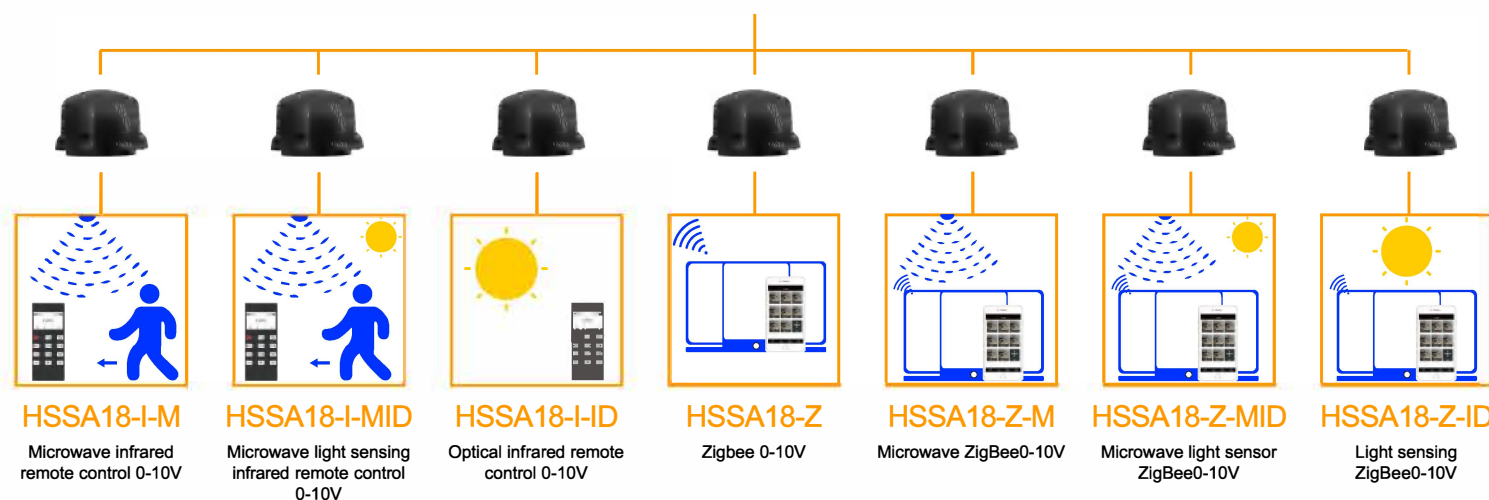 HSSA18-I-M
Microwave infrared
remote control 0-10V
HSSA18-I-MID
Microwave light sensing
infrared remote control
0-10V
HSSA18-I-ID
Optical infrared remote
control 0-10V
HSSA18-Z
Zigbee 0-10V
HSSA18-Z-M
Microwave ZigBee0-10V
HSSA18-Z-MID
Microwave light sensor
ZigBee0-10V
HSSA18-Z-ID
Light sensing
ZigBee0-10V